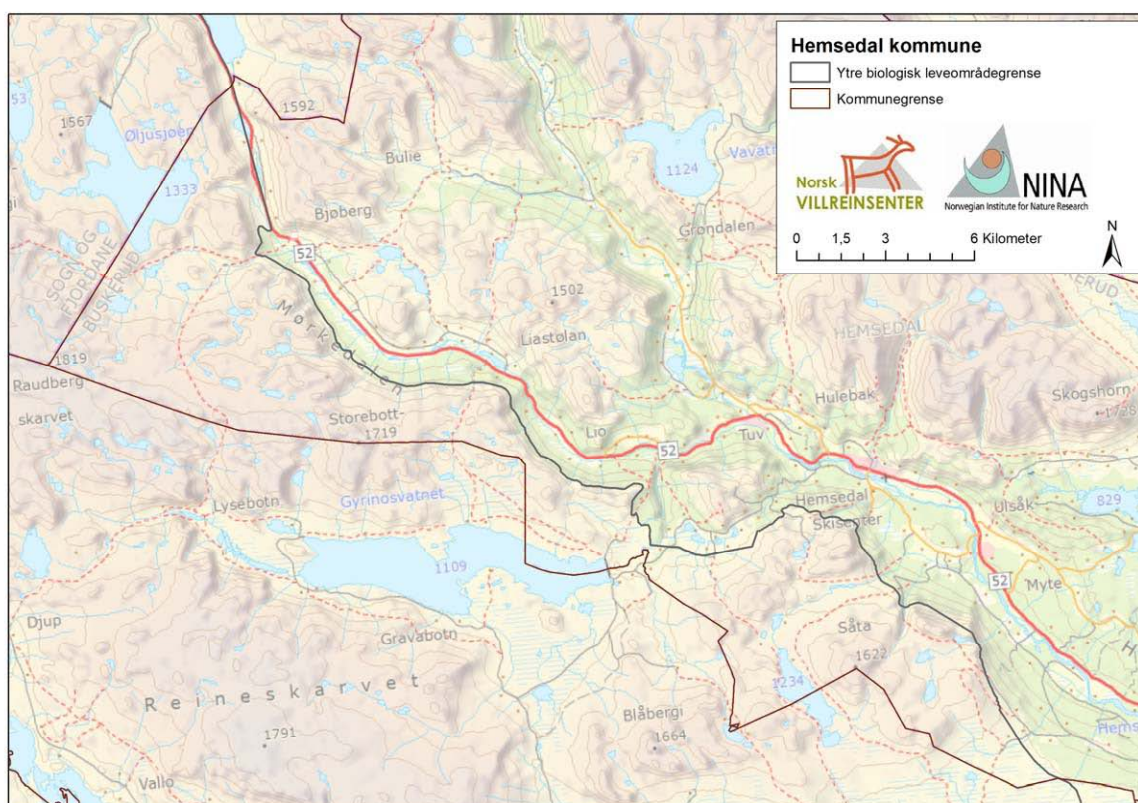 Hemsedal kommune
Ytre biologisk leveområdegrense
Kommunegrense
Norsk
VILLREINSENTER
NINA
Norwegian Institute for Nature Research
N
0 1,5 3 6 Kilometer
53
1567
Øljusjøen
1592
1333
Bulie
1124
Bjøberg
Grøndalen
SOGN OG
FJORDANE
BUSKERUD
52
1502
Mørkedalen
Liastølan
HEMSEDAL
1819
Raudberg
skarvet
Storebott-
1719
Hulebak
Skogshorn
1728
Lio
52
Tuv
Lysebotn
Gyrinosvatnet
Hemsedal
Skisenter
Ulsåk
829
1109
52
Myte
Djup
Gravabotn
Såta
1622
Reineskarvet
1234
Blåbergi
1791
1664
Vallo